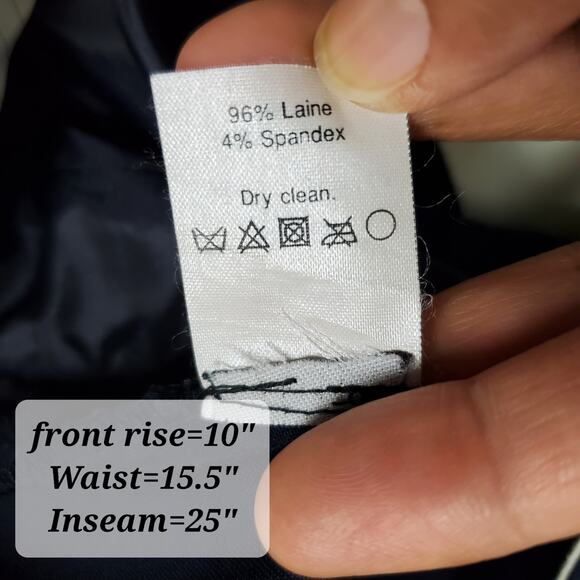 96% Laine
4% Spandex
Dry clean.
front rise=10"
Waist=15.5"
Inseam=25"